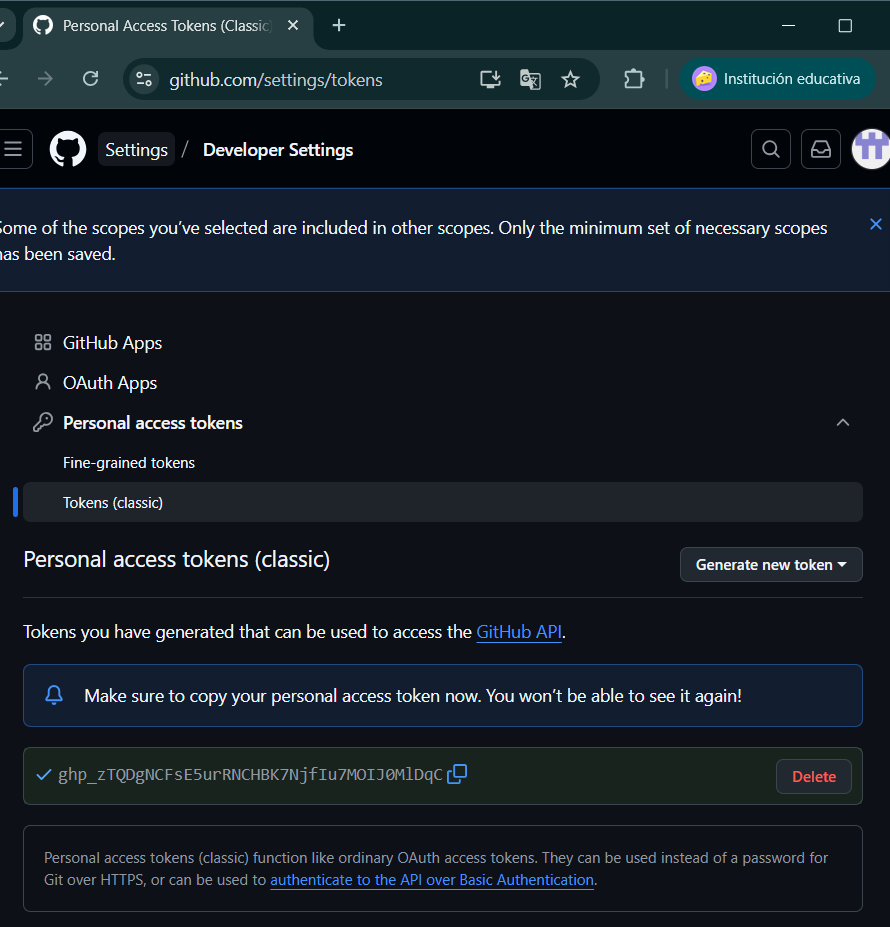 Personal Access Tokens (Classic
github.com/settings/tokens
Institución educativa
Settings / Developer Settings
Some of the scopes you’ve selected are included in other scopes. Only the minimum set of necessary scopes
has been saved.
GitHub Apps
OAuth Apps
Personal access tokens
Fine-grained tokens
Tokens (classic)
Personal access tokens (classic)
Generate new token
Tokens you have generated that can be used to access the GitHub API.
Make sure to copy your personal access token now. You won’t be able to see it again!
Delete
Personal access tokens (classic) function like ordinary OAuth access tokens. They can be used instead of a password for
Git over HTTPS, or can be used to authenticate to the API over Basic Authentication.